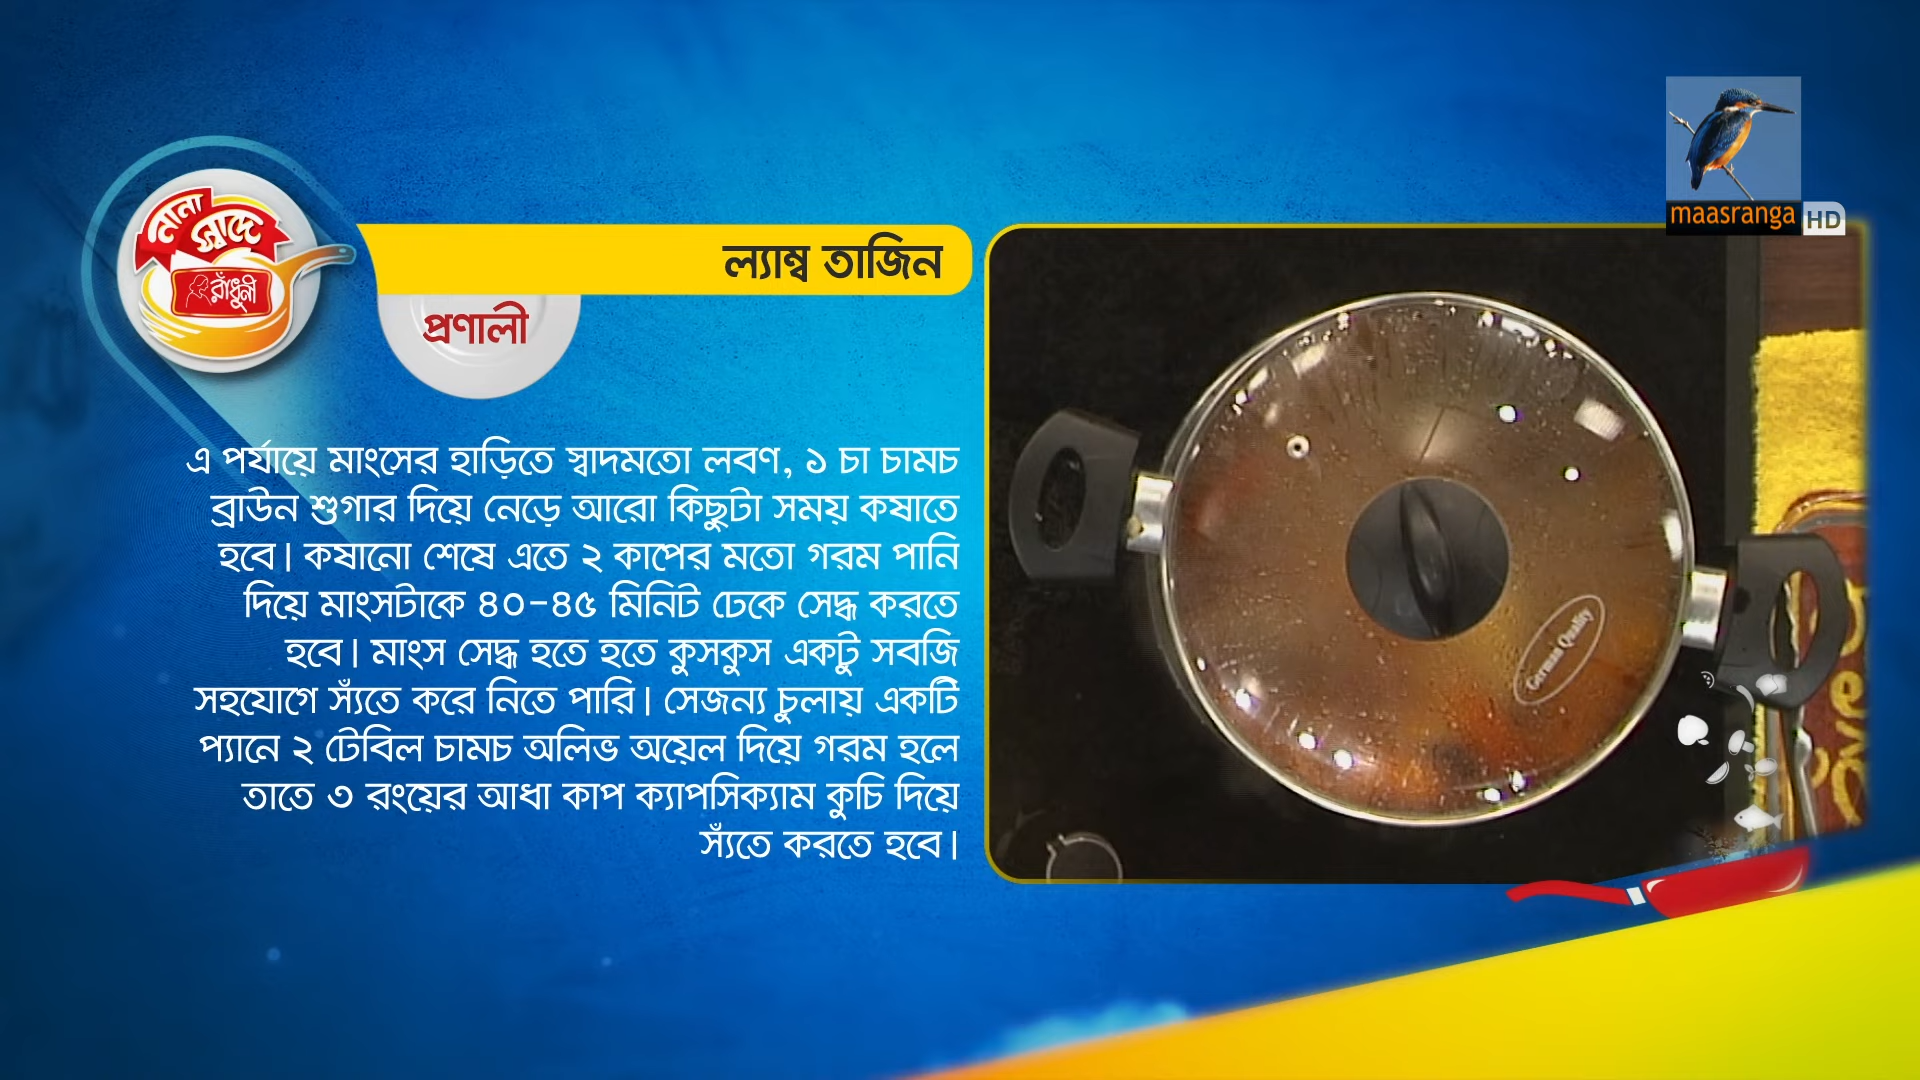 maasranga
HD
নানা
স্বাদে
রাঁধুনী
ল্যাম্ব তাজিন
প্রণালী
এ পর্যায়ে মাংসের হাড়িতে স্বাদমতো লবণ, ১ চা চামচ
ব্রাউন শুগার দিয়ে নেড়ে আরো কিছুটা সময় কষাতে
হবে। কষানো শেষে এতে ২ কাপের মতো গরম পানি
দিয়ে মাংসটাকে ৪০-৪৫ মিনিট ঢেকে সেদ্ধ করতে
হবে। মাংস সেদ্ধ হতে হতে কুসকুস একটু সবজি
সহযোগে স্যঁতে করে নিতে পারি। সেজন্য চুলায় একটি
প্যানে ২ টেবিল চামচ অলিভ অয়েল দিয়ে গরম হলে
তাতে ৩ রংয়ের আধা কাপ ক্যাপসিক্যাম কুচি দিয়ে
স্যঁতে করতে হবে।
German Quality